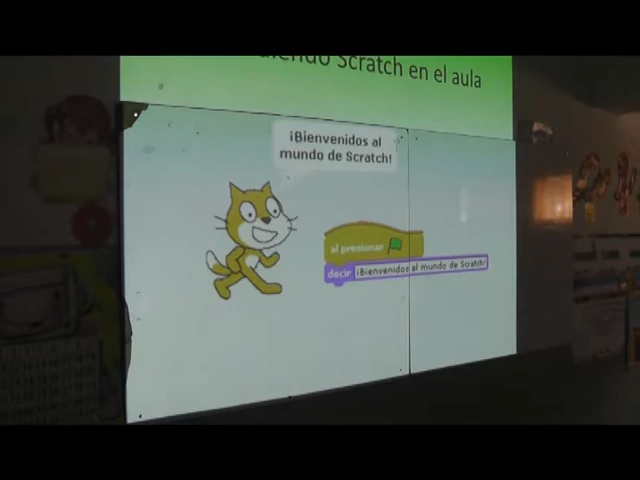 Scratch en el aula
¡Bienvenidos al
mundo de Scratch!
al presionar
decir ¡Bienvenidos al mundo de Scratch!